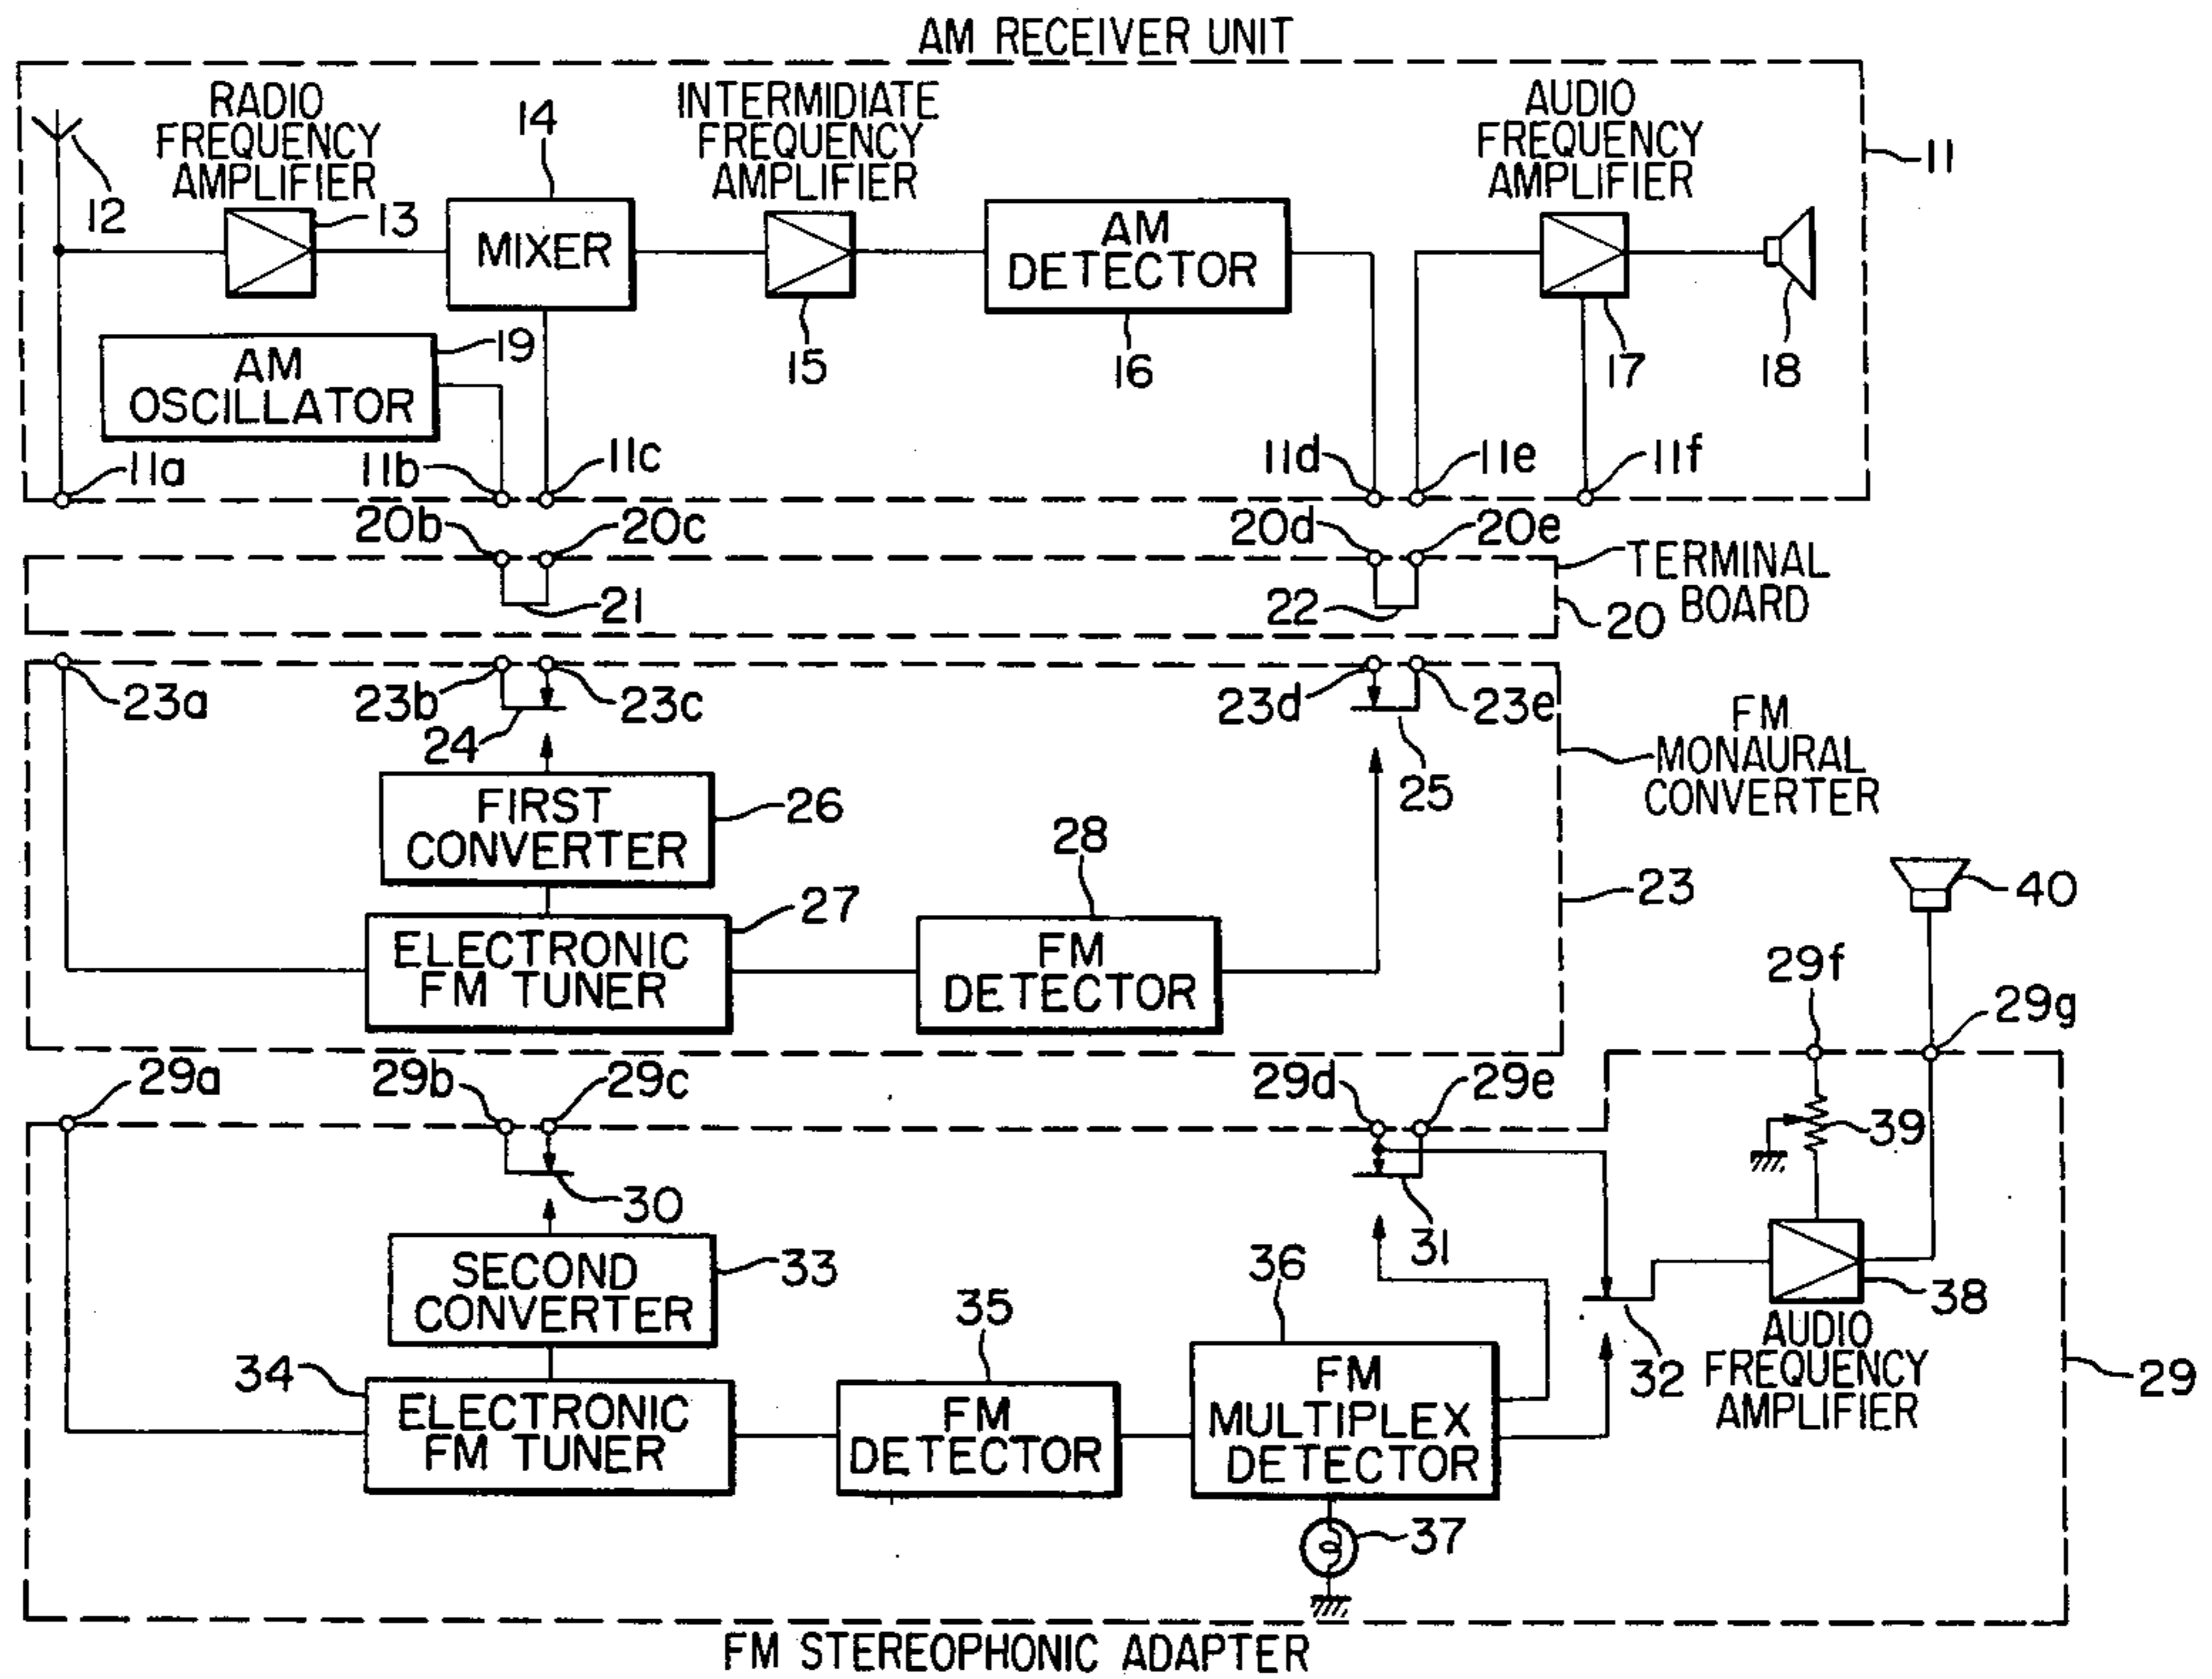 AM RECEIVER UNIT
RADIO
FREQUENCY
AMPLIFIER
14
INTERMIDIATE
FREQUENCY
AMPLIFIER
AUDIO
FREQUENCY
AMPLIFIER
11
12
13
MIXER
AM
DETECTOR
15
16
17
18
19
AM
OSCILLATOR
11a
11b
11c
11d
11e
11f
20b
20c
20d
20e
TERMINAL
BOARD
21
22
20
23a
23b
23c
23d
23e
24
25
FM
MONAURAL
CONVERTER
FIRST
CONVERTER
26
28
27
23
40
ELECTRONIC
FM TUNER
FM
DETECTOR
29f
29g
29a
29b
29c
29d
29e
39
30
31
SECOND
CONVERTER
33
36
38
35
34
32
AUDIO
FREQUENCY
AMPLIFIER
29
ELECTRONIC
FM TUNER
FM
DETECTOR
FM
MULTIPLEX
DETECTOR
37
FM STEREOPHONIC ADAPTER